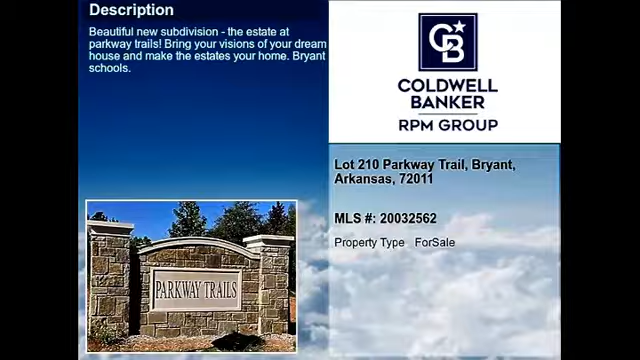 Description
Beautiful new subdivision - the estate at
parkway trails! Bring your visions of your dream
house and make the estates your home. Bryant
schools.
PARKWAY TRAILS
CB
COLDWELL
BANKER
RPM GROUP
Lot 210 Parkway Trail, Bryant,
Arkansas, 72011
MLS #: 20032562
Property Type ForSale